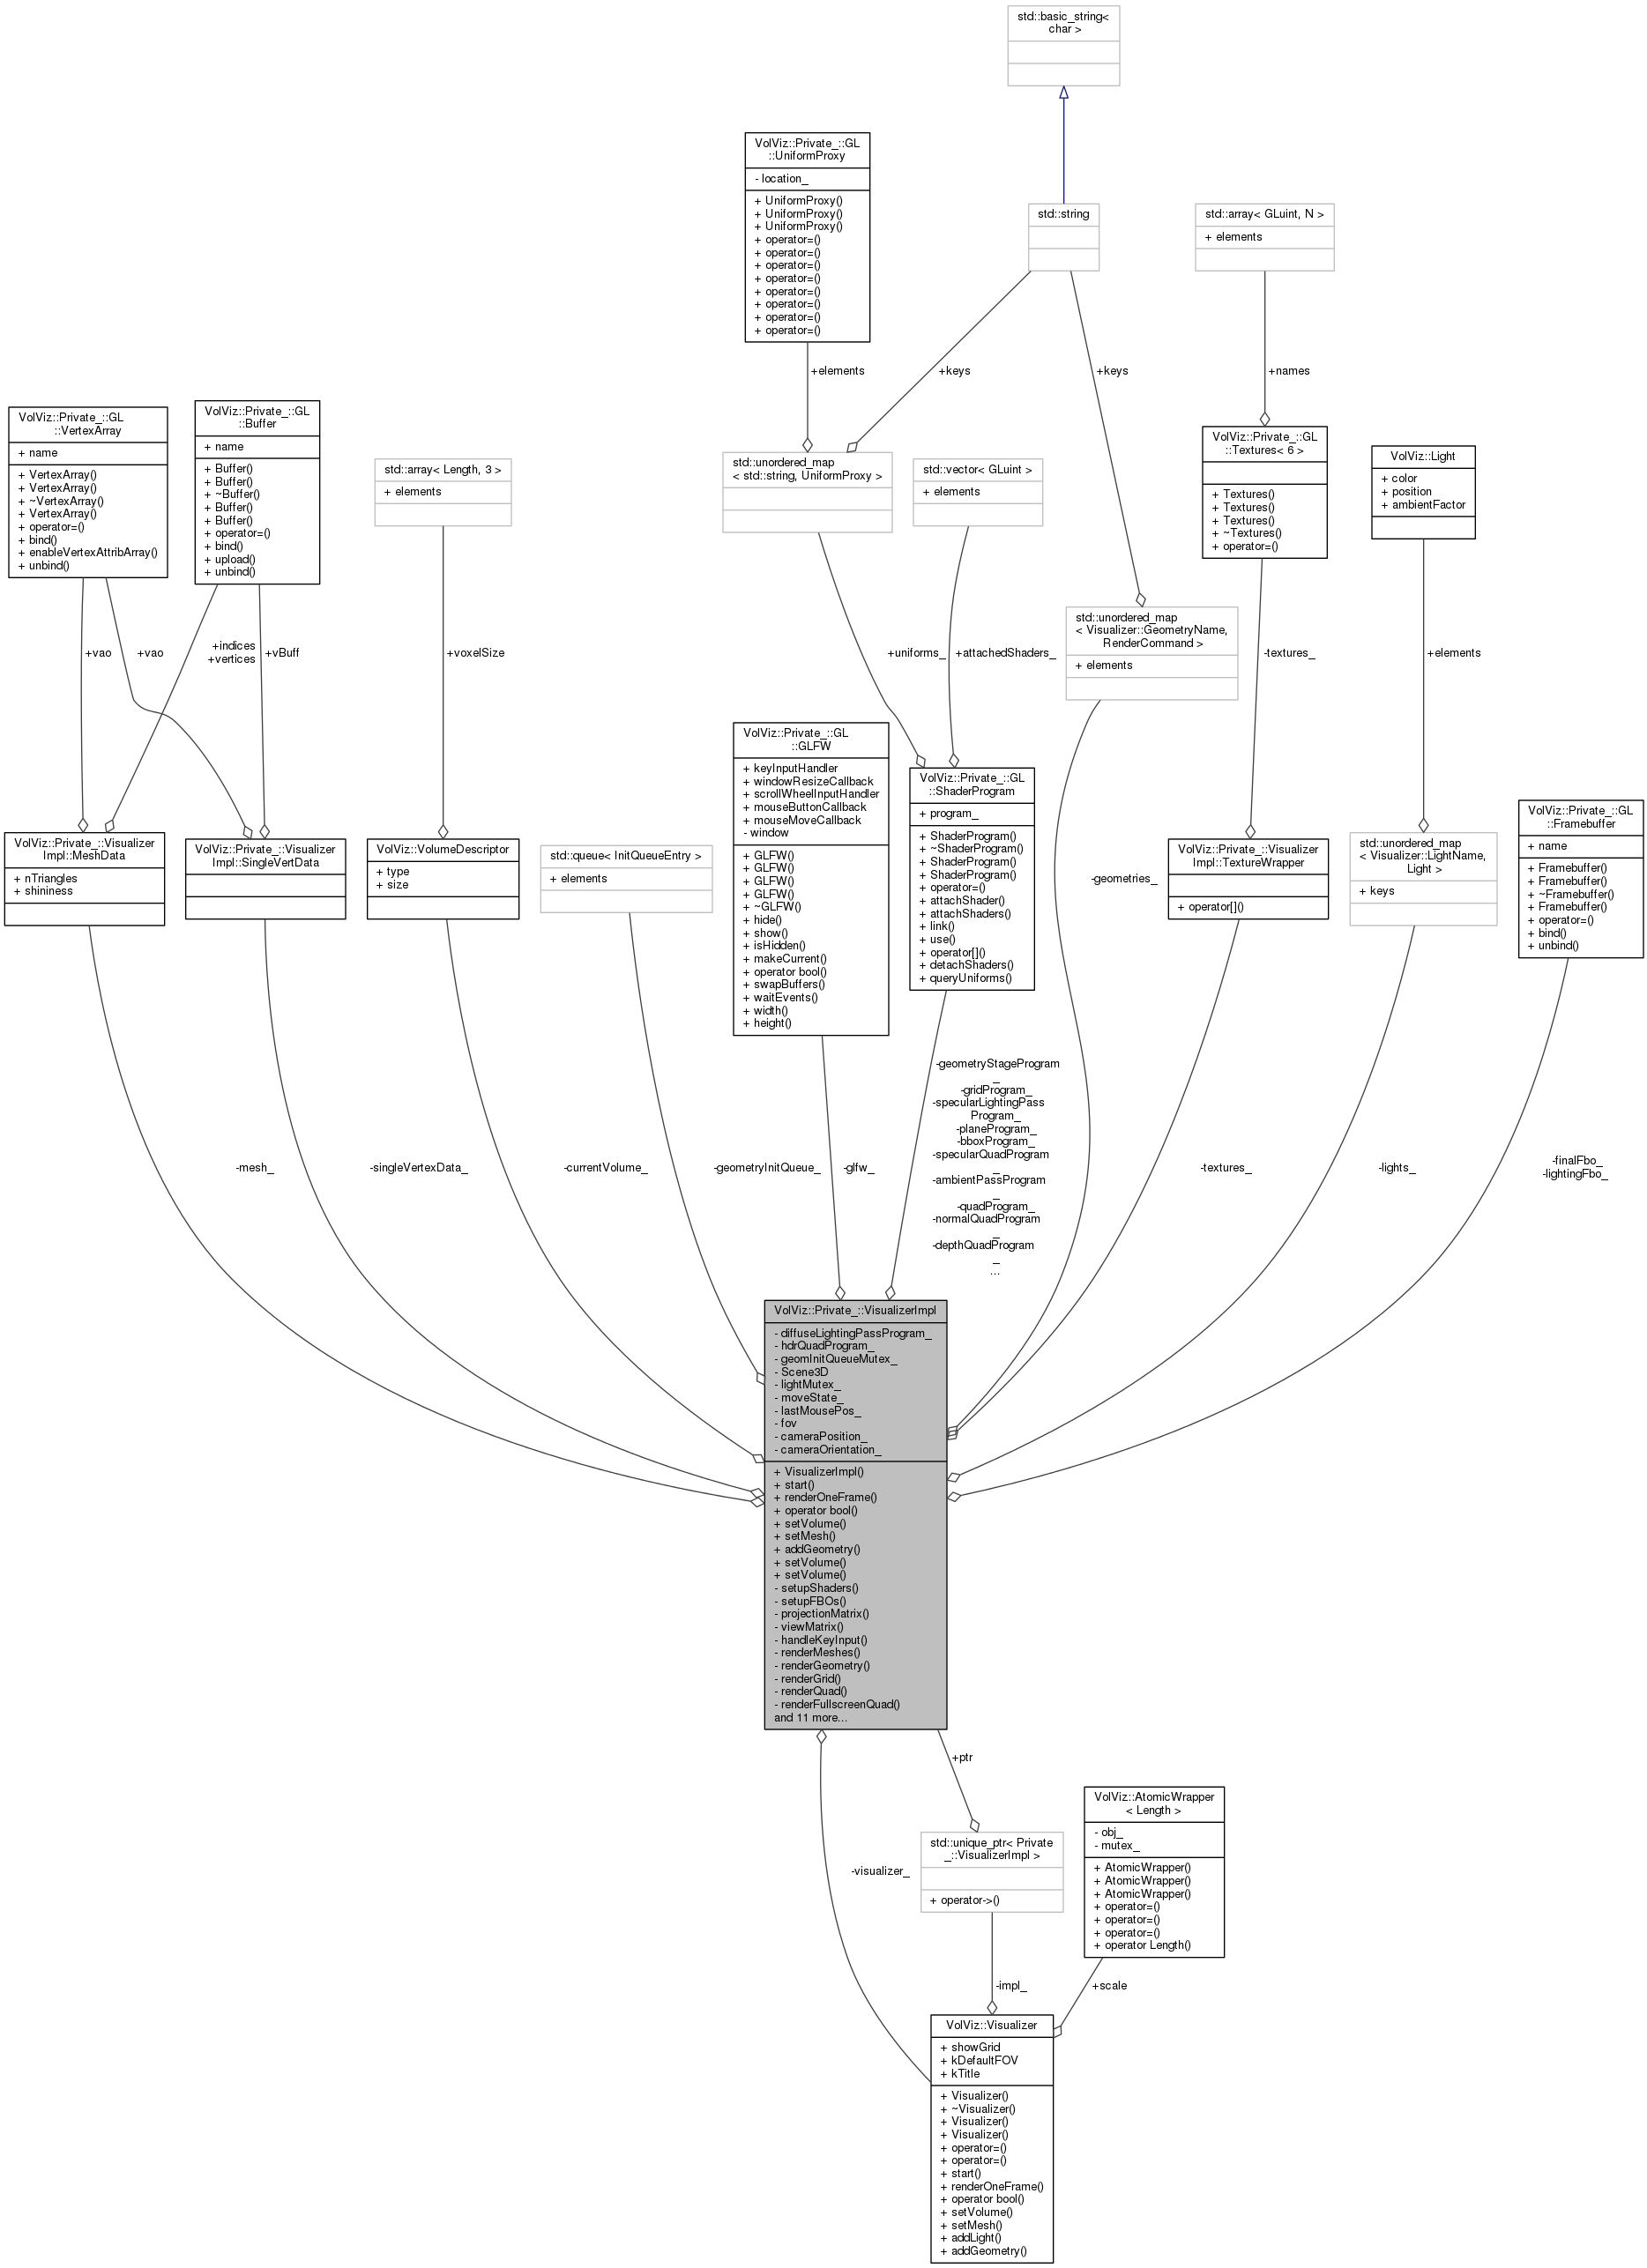 std::basic_string<
char >
VolViz::Private_::GL
::UniformProxy
- location_
+ UniformProxy()
+ UniformProxy()
+ UniformProxy()
+ operator=()
+ operator=()
+ operator=()
+ operator=()
+ operator=()
+ operator=()
+ operator=()
+ operator=()
std::string
std::array< GLuint, N >
+ elements
+elements
+keys
+keys
+names
VolViz::Private_::GL
::VertexArray
+ name
+ VertexArray()
+ VertexArray()
+ ~VertexArray()
+ VertexArray()
+ operator=()
+ bind()
+ enableVertexAttribArray()
+ unbind()
VolViz::Private_::GL
::Buffer
+ name
+ Buffer()
+ Buffer()
+ ~Buffer()
+ Buffer()
+ Buffer()
+ operator=()
+ bind()
+ upload()
+ unbind()
std::array< Length, 3 >
+ elements
std::unordered_map
< std::string, UniformProxy >
std::vector< GLuint >
+ elements
VolViz::Private_::GL
::Textures< 6 >
+ Textures()
+ Textures()
+ Textures()
+ ~Textures()
+ operator=()
VolViz::Light
+ color
+ position
+ ambientFactor
std::unordered_map
< Visualizer::GeometryName,
RenderCommand >
+ elements
+vao
+vao
+indices
+vertices
+vBuff
+voxelSize
+uniforms_
+attachedShaders_
-textures_
+elements
VolViz::Private_::GL
::GLFW
+ keyInputHandler
+ windowResizeCallback
+ scrollWheelInputHandler
+ mouseButtonCallback
+ mouseMoveCallback
- window
+ GLFW()
+ GLFW()
+ GLFW()
+ GLFW()
+ ~GLFW()
+ hide()
+ show()
+ isHidden()
+ makeCurrent()
+ operator bool()
+ swapBuffers()
+ waitEvents()
+ width()
+ height()
VolViz::Private_::GL
::ShaderProgram
+ program_
+ ShaderProgram()
+ ~ShaderProgram()
+ ShaderProgram()
+ ShaderProgram()
+ operator=()
+ attachShader()
+ attachShaders()
+ link()
+ use()
+ operator[]()
+ detachShaders()
+ queryUniforms()
VolViz::Private_::Visualizer
Impl::MeshData
+ nTriangles
+ shininess
VolViz::Private_::Visualizer
Impl::SingleVertData
VolViz::VolumeDescriptor
+ type
+ size
std::queue< InitQueueEntry >
+ elements
VolViz::Private_::Visualizer
Impl::TextureWrapper
+ operator[]()
std::unordered_map
< Visualizer::LightName,
Light >
+ keys
VolViz::Private_::GL
::Framebuffer
+ name
+ Framebuffer()
+ Framebuffer()
+ ~Framebuffer()
+ Framebuffer()
+ operator=()
+ bind()
+ unbind()
-mesh_
-singleVertexData_
-currentVolume_
-geometryInitQueue_
-glfw_
-geometryStageProgram
_
-gridProgram_
-specularLightingPass
Program_
-planeProgram_
-bboxProgram_
-specularQuadProgram
_
-ambientPassProgram
_
-quadProgram_
-normalQuadProgram
_
-depthQuadProgram
_
...
-geometries_
-textures_
-lights_
-finalFbo_
-lightingFbo_
VolViz::Private_::VisualizerImpl
- diffuseLightingPassProgram_
- hdrQuadProgram_
- geomInitQueueMutex_
- Scene3D
- lightMutex_
- moveState_
- lastMousePos_
- fov
- cameraPosition_
- cameraOrientation_
+ VisualizerImpl()
+ start()
+ renderOneFrame()
+ operator bool()
+ setVolume()
+ setMesh()
+ addGeometry()
+ setVolume()
+ setVolume()
- setupShaders()
- setupFBOs()
- projectionMatrix()
- viewMatrix()
- handleKeyInput()
- renderMeshes()
- renderGeometry()
- renderGrid()
- renderQuad()
- renderFullscreenQuad()
and 11 more...
+ptr
-visualizer_
std::unique_ptr< Private
_::VisualizerImpl >
+ operator->()
VolViz::AtomicWrapper
< Length >
- obj_
- mutex_
+ AtomicWrapper()
+ AtomicWrapper()
+ AtomicWrapper()
+ operator=()
+ operator=()
+ operator=()
+ operator Length()
-impl_
+scale
VolViz::Visualizer
+ showGrid
+ kDefaultFOV
+ kTitle
+ Visualizer()
+ ~Visualizer()
+ Visualizer()
+ Visualizer()
+ operator=()
+ operator=()
+ start()
+ renderOneFrame()
+ operator bool()
+ setVolume()
+ setMesh()
+ addLight()
+ addGeometry()